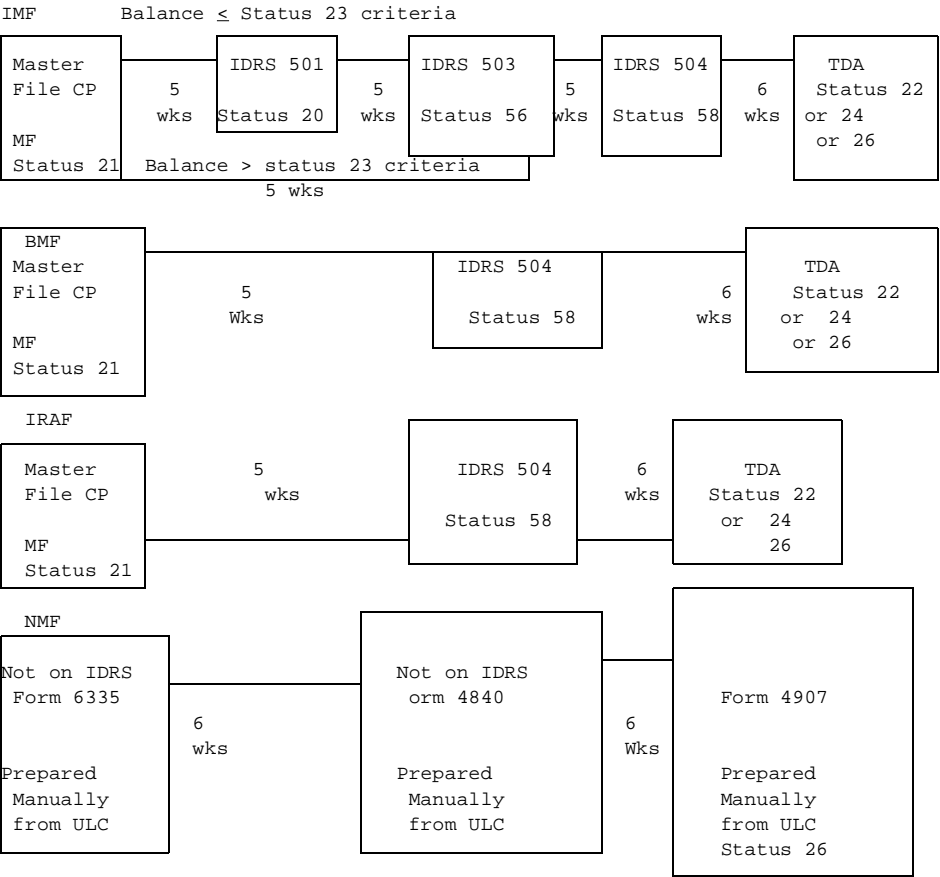 IMF Balance ≤ Status 23 criteria
Master IDRS 501 IDRS 503 IDRS 504 TDA
File CP 5 5 5 6 Status 22
wks Status 20 wks Status 56 wks Status 58 wks or 24
MF or 26
Status 21 Balance > status 23 criteria
5 wks
BMF
Master IDRS 504 TDA
File CP 5 6 Status 22
Wks Status 58 wks or 24
MF or 26
Status 21
IRAF
Master 5 IDRS 504 6 TDA
File CP wks wks Status 22
Status 58 or 24
MF 26
Status 21
NMF
Not on IDRS Not on IDRS
Form 6335 orm 4840 Form 4907
6 6
wks Wks
Prepared Prepared Prepared
Manually Manually Manually
from ULC from ULC from ULC
Status 26